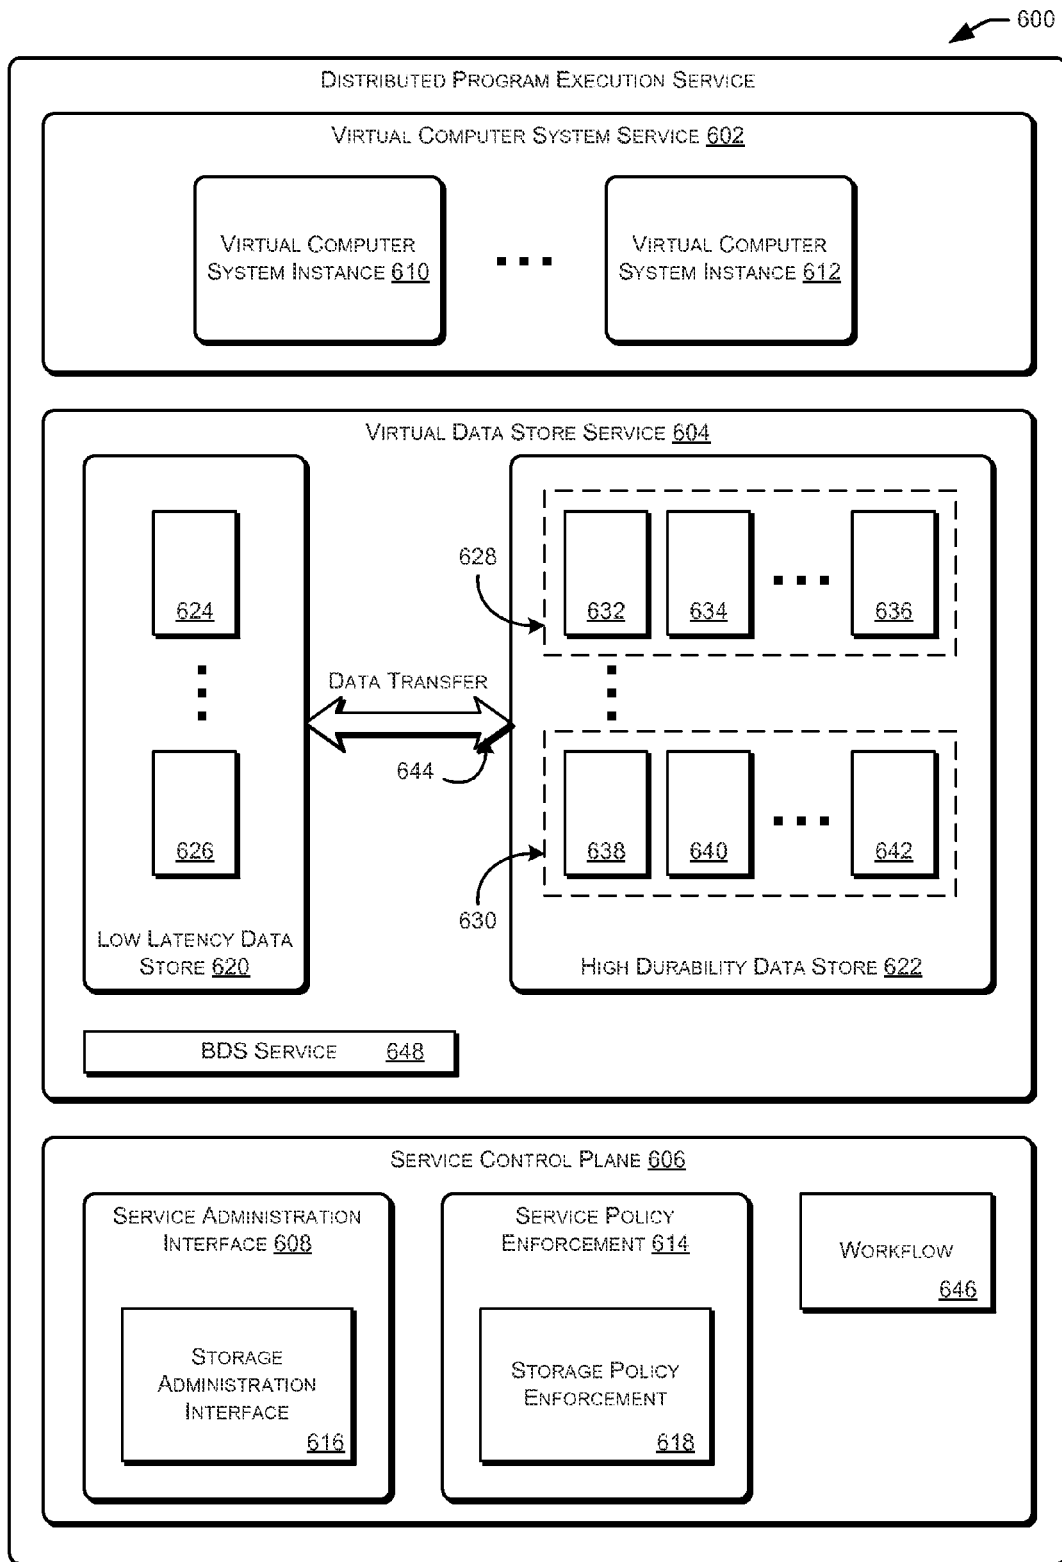 600
DISTRIBUTED PROGRAM EXECUTION SERVICE
VIRTUAL COMPUTER SYSTEM SERVICE 602
VIRTUAL COMPUTER
SYSTEM INSTANCE 610
VIRTUAL COMPUTER
SYSTEM INSTANCE 612
VIRTUAL DATA STORE SERVICE 604
624
626
LOW LATENCY DATA
STORE 620
DATA TRANSFER
644
628
632
634
636
630
638
640
642
HIGH DURABILITY DATA STORE 622
BDS SERVICE 648
SERVICE CONTROL PLANE 606
SERVICE ADMINISTRATION
INTERFACE 608
STORAGE
ADMINISTRATION
INTERFACE
616
SERVICE POLICY
ENFORCEMENT 614
STORAGE POLICY
ENFORCEMENT
618
WORKFLOW
646